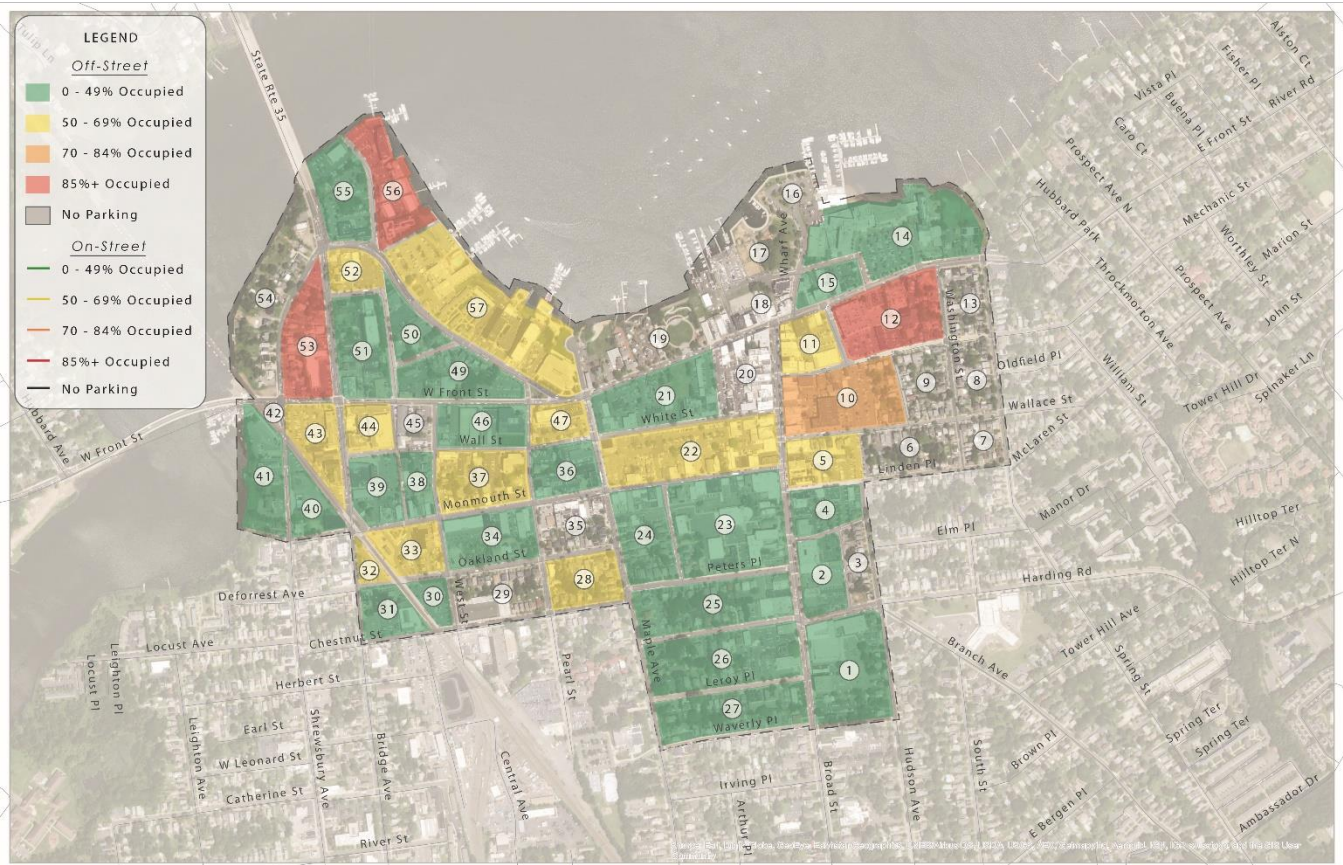 LEGEND
Off-Street
0 - 49% Occupied
50 - 69% Occupied
70 - 84% Occupied
85%+ Occupied
No Parking
On-Street
0 - 49% Occupied
50 - 69% Occupied
70 - 84% Occupied
85%+ Occupied
No Parking
Tulip Ln
State Rte 35
Alston Ct
Fisher Pl
River Rd
Vista Pl
Buena Pl
E Front St
Caro Ct
Prospect Ave N
Hubbard Park
Mechanic St
Marion St
Worthley St
Throckmorton Ave
Prospect Ave
John St
William St
Spinaker Ln
Tower Hill Dr
Oldfield Pl
Wallace St
McLaren St
Washington St
Wharf Ave
Linden Pl
Manor Dr
Hilltop Ter
Hilltop Ter N
Elm Pl
Harding Rd
Hubbard Ave
W Front St
W Front St
White St
Wall St
Monmouth St
Oakland St
Peters Pl
West St
Deforrest Ave
Locust Ave
Chestnut St
Locust Pl
Leighton Pl
Herbert St
Earl St
W Leonard St
Catherine St
River St
Leighton Ave
Shrewsbury Ave
Bridge Ave
Central Ave
Pearl St
Maple Ave
Leroy Pl
Waverly Pl
Irving Pl
Arthur Pl
Broad St
Hudson Ave
South St
Branch Ave
Tower Hill Ave
Spring St
Spring Ter
Spring Ter
Brown Pl
E Bergen Pl
Ambassador Dr
55
56
16
14
17
52
54
15
57
18
13
12
50
19
11
53
51
49
20
9
8
21
10
42
43
44
45
46
47
22
5
6
7
41
39
38
37
36
40
4
34
35
24
23
33
32
3
2
28
31
30
29
25
26
1
27
User